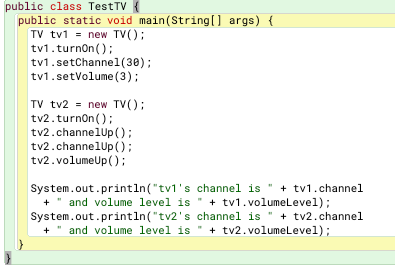 public class TestTV {
  public static void main(String[] args) {
    TV tv1 = new TV();
    tv1.turnOn();
    tv1.setChannel(30);
    tv1.setVolume(3);

    TV tv2 = new TV();
    tv2.turnOn();
    tv2.channelUp();
    tv2.channelUp();
    tv2.volumeUp();

    System.out.println("tv1's channel is " + tv1.channel
      + " and volume level is " + tv1.volumeLevel);
    System.out.println("tv2's channel is " + tv2.channel
      + " and volume level is " + tv2.volumeLevel);
  }
}